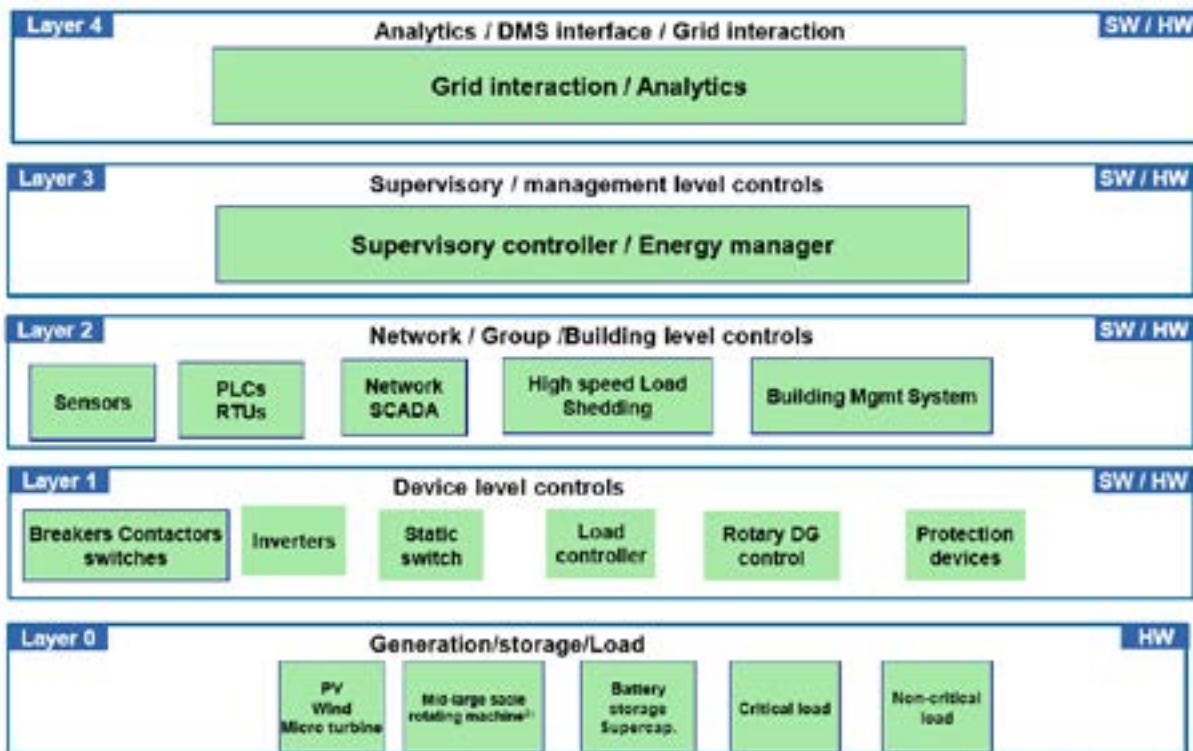 Layer 4
Analytics / DMS interface / Grid interaction
SW / HW
Grid interaction / Analytics
Layer 3
Supervisory / management level controls
SW / HW
Supervisory controller / Energy manager
Layer 2
Network / Group /Building level controls
SW / HW
Sensors
PLCs
RTUs
Network
SCADA
High speed Load
Shedding
Building Mgmt System
Layer 1
Device level controls
SW / HW
Breakers Contactors
switches
Inverters
Static
switch
Load
controller
Rotary DG
control
Protection
devices
Layer 0
Generation/storage/Load
HW
PV
Wind
Micro turbine
Mid-large sacle
rotating machine
Battery
storage
Supercap.
Critical load
Non-critical
load